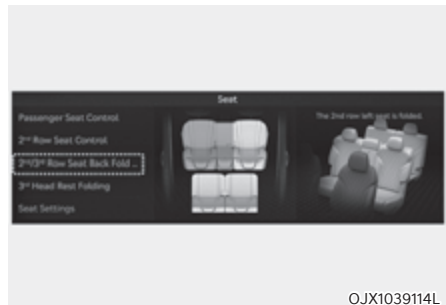 Seat
Passenger Seat Control
2nd Row Seat Control
2nd/3rd Row Seat Back Fold ...
3rd Head Rest Folding
Seat Settings
The 2nd row left seat is folded.
OJX1039114L